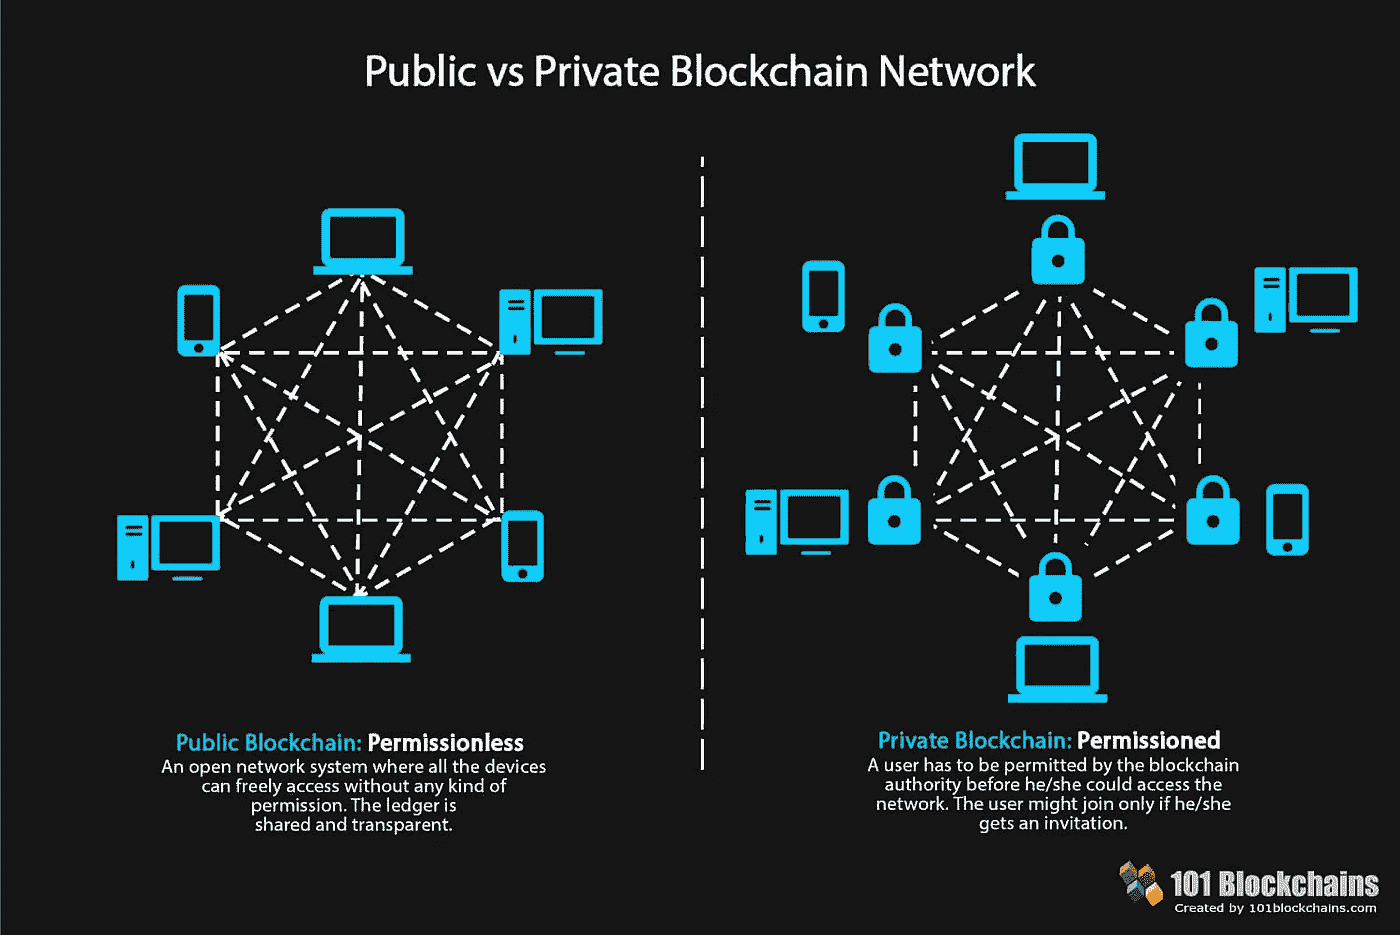 Public vs Private Blockchain Network
Public Blockchain: Permissionless
An open network system where all the devices
can freely access without any kind of
permission. The ledger is
shared and transparent.
Private Blockchain: Permissioned
A user has to be permitted by the blockchain
authority before he/she could access the
network. The user might join only if he/she
gets an invitation.
101 Blockchains
Created by 101blockchains.com